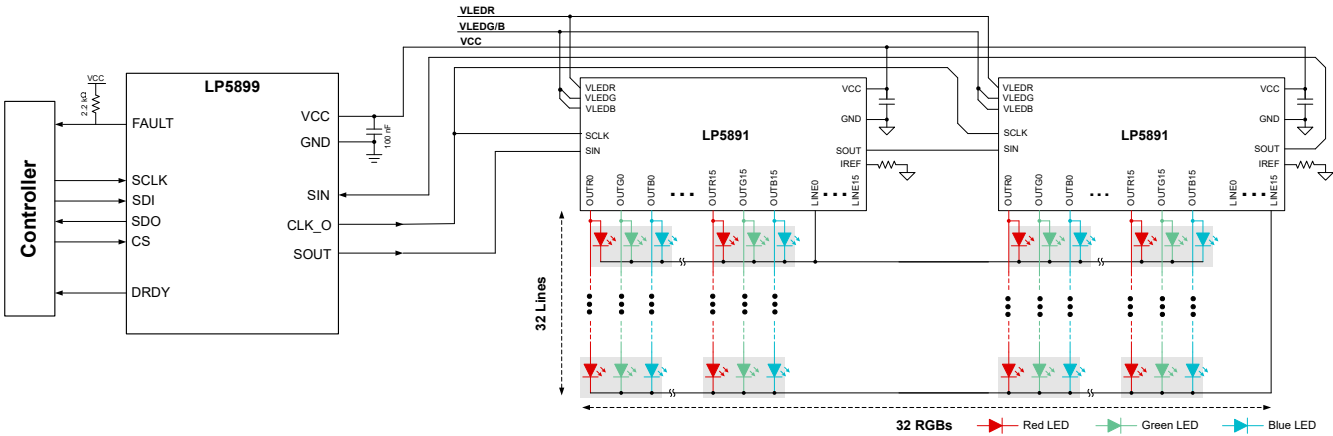 VLEDR
VLEDG/B
VCC
Controller
VCC
2.2 kΩ
LP5899
FAULT
SCLK
SDI
SDO
CS
DRDY
VCC
GND
SIN
CLK_O
SOUT
100 nF
LP5891
VLEDR
VLEDG
VLEDB
SCLK
SIN
VCC
GND
SOUT
IREF
OUTR0
OUTG0
OUTB0
OUTR15
OUTG15
OUTB15
LINE0
LINE15
LP5891
VLEDR
VLEDG
VLEDB
SCLK
SIN
VCC
GND
SOUT
IREF
OUTR0
OUTG0
OUTB0
OUTR15
OUTG15
OUTB15
LINE0
LINE15
32 Lines
32 RGBs
Red LED
Green LED
Blue LED